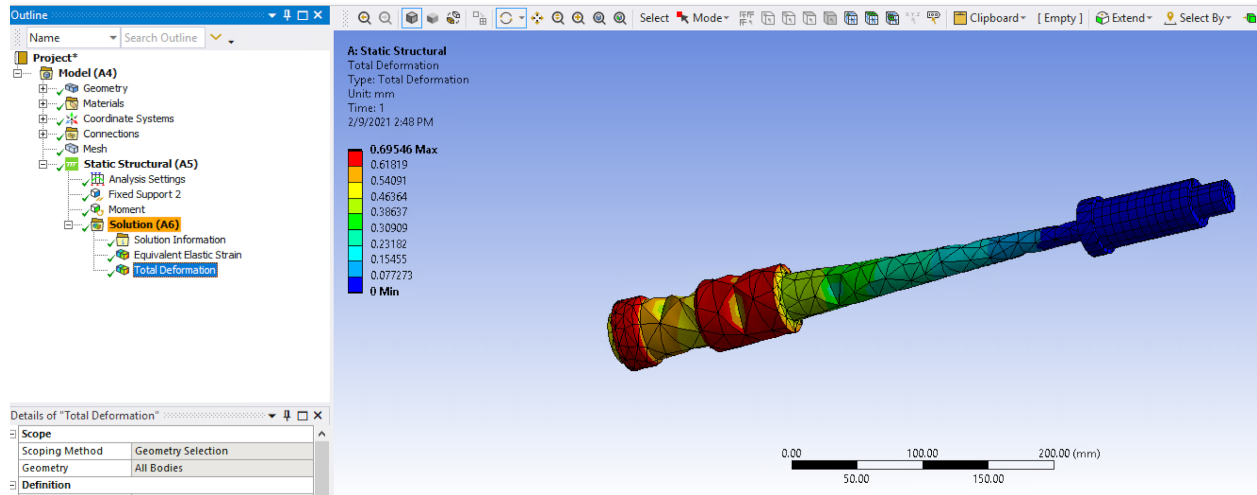 Outline
Name
Search Outline
Project*
Model (A4)
Geometry
Materials
Coordinate Systems
Connections
Mesh
Static Structural (A5)
Analysis Settings
Fixed Support 2
Moment
Solution (A6)
Solution Information
Equivalent Elastic Strain
Total Deformation
Details of "Total Deformation"
Scope
Scoping Method Geometry Selection
Geometry All Bodies
Definition
Select Mode Clipboard [ Empty ] Extend Select By
A: Static Structural
Total Deformation
Type: Total Deformation
Unit: mm
Time: 1
2/9/2021 2:48 PM
0.69546 Max
0.61819
0.54091
0.46364
0.38637
0.30909
0.23182
0.15455
0.077273
0 Min
0.00 100.00 200.00 (mm)
50.00 150.00